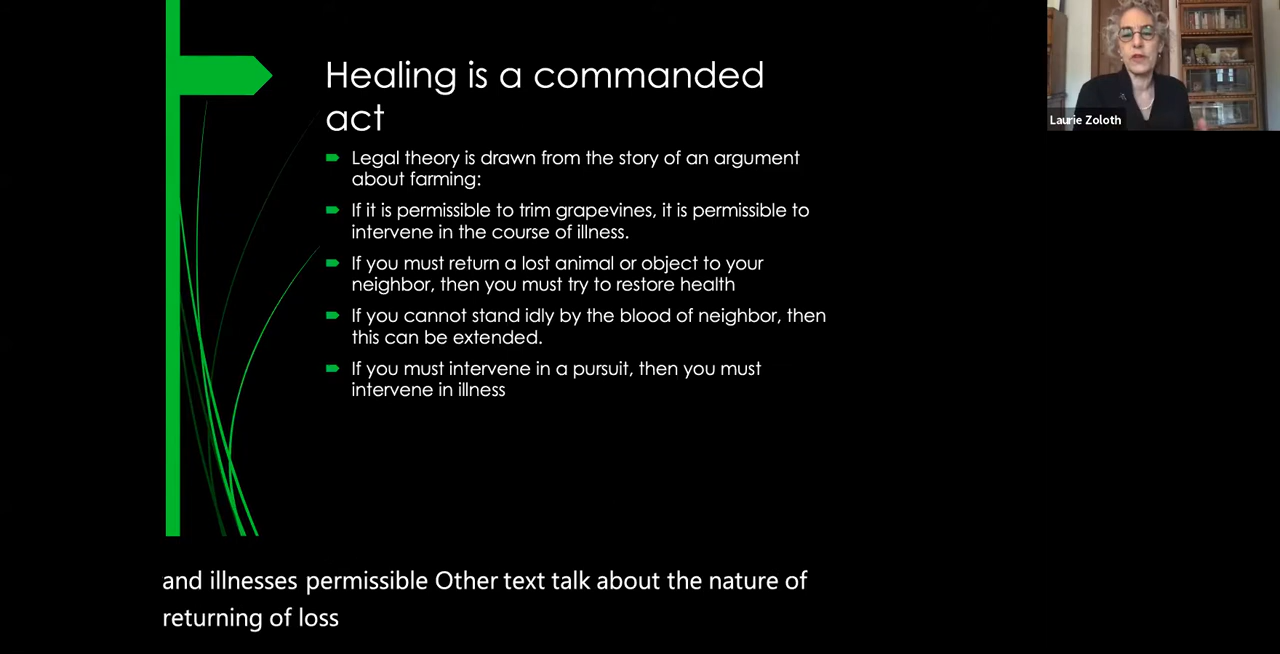 Healing is a commanded
act
Legal theory is drawn from the story of an argument
about farming:
If it is permissible to trim grapevines, it is permissible to
intervene in the course of illness.
If you must return a lost animal or object to your
neighbor, then you must try to restore health
If you cannot stand idly by the blood of neighbor, then
this can be extended.
If you must intervene in a pursuit, then you must
intervene in illness
Laurie Zoloth
and illnesses permissible Other text talk about the nature of
returning of loss